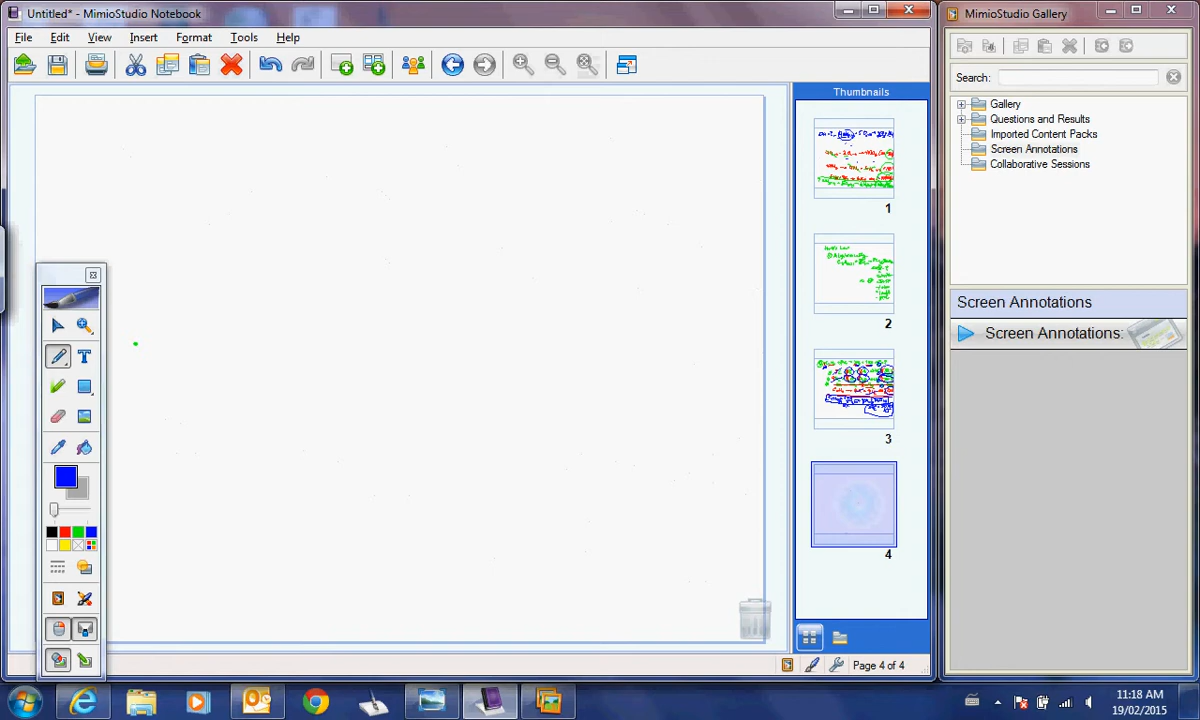 Untitled* - MimioStudio Notebook
File Edit View Insert Format Tools Help
Thumbnails
1
2
3
4
T
Page 4 of 4
MimioStudio Gallery
Search:
Gallery
Questions and Results
Imported Content Packs
Screen Annotations
Collaborative Sessions
Screen Annotations
Screen Annotations:
11:18 AM
19/02/2015